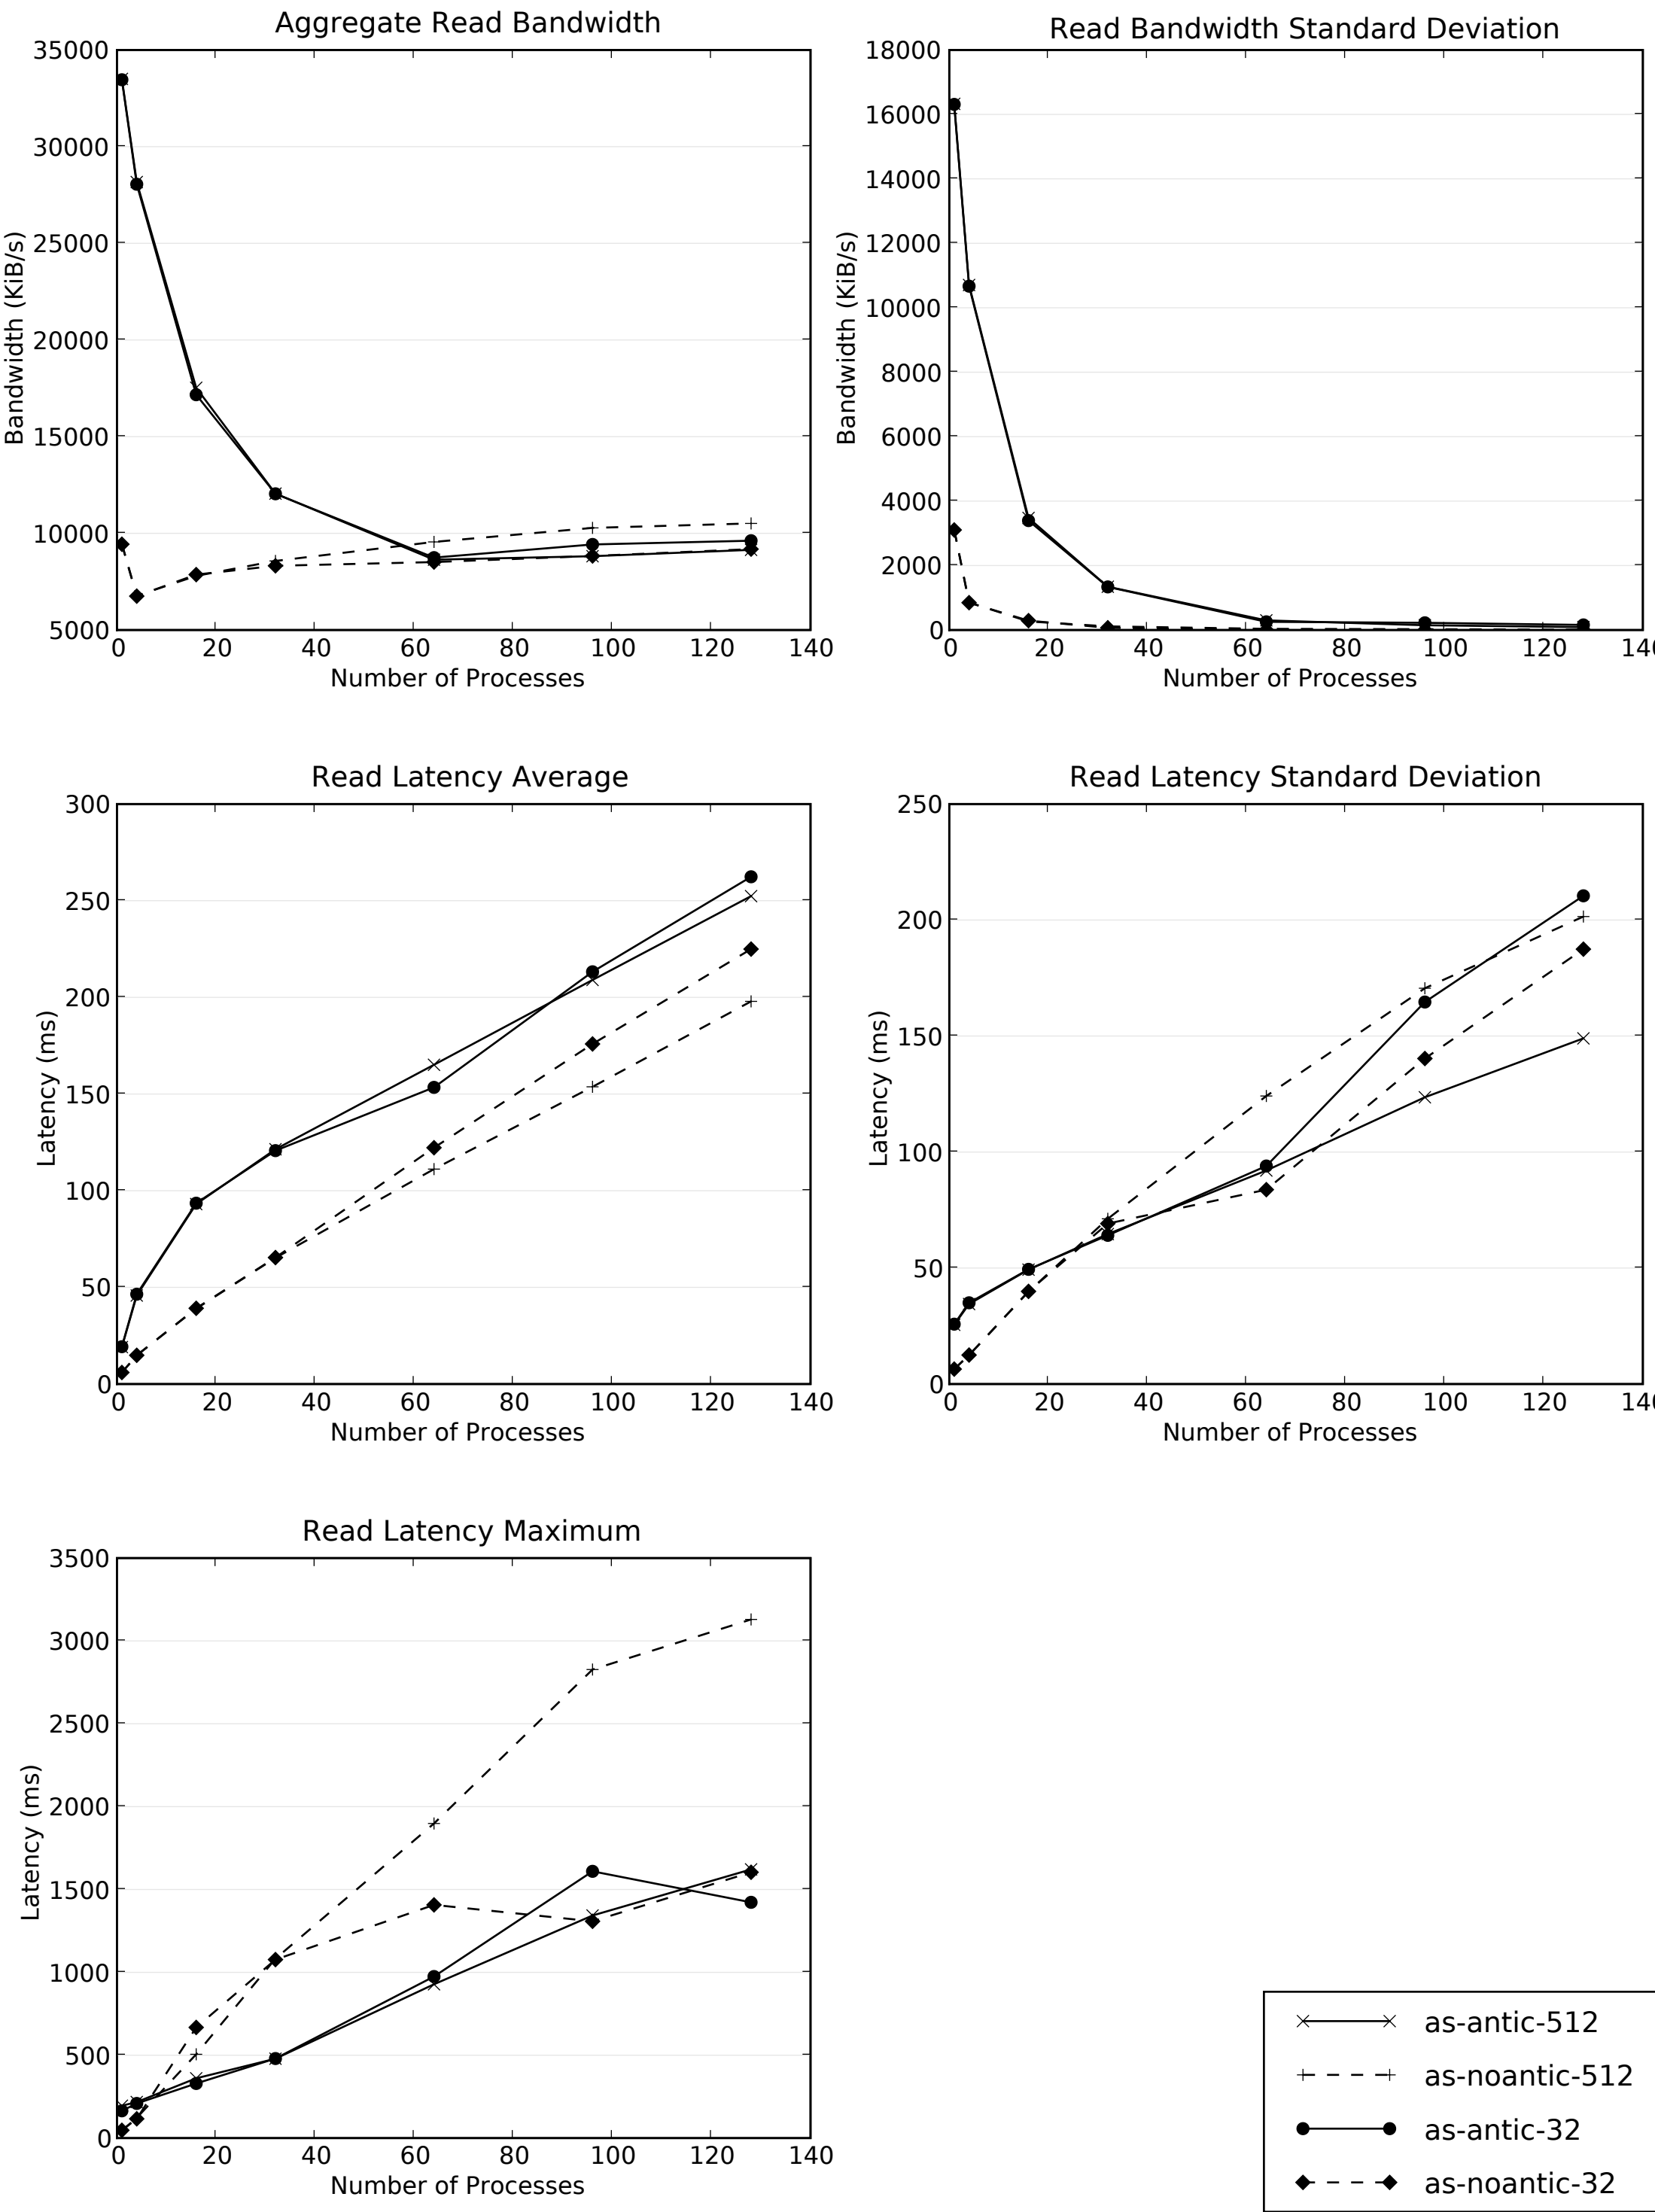 Aggregate Read Bandwidth
35000
30000
25000
20000
15000
10000
5000
Bandwidth (KiB/s)
0 20 40 60 80 100 120 140
Number of Processes
Read Bandwidth Standard Deviation
18000
16000
14000
12000
10000
8000
6000
4000
2000
0
Bandwidth (KiB/s)
0 20 40 60 80 100 120 140
Number of Processes
Read Latency Average
300
250
200
150
100
50
0
Latency (ms)
0 20 40 60 80 100 120 140
Number of Processes
Read Latency Standard Deviation
250
200
150
100
50
0
Latency (ms)
0 20 40 60 80 100 120 140
Number of Processes
Read Latency Maximum
3500
3000
2500
2000
1500
1000
500
0
Latency (ms)
0 20 40 60 80 100 120 140
Number of Processes
as-antic-512
as-noantic-512
as-antic-32
as-noantic-32